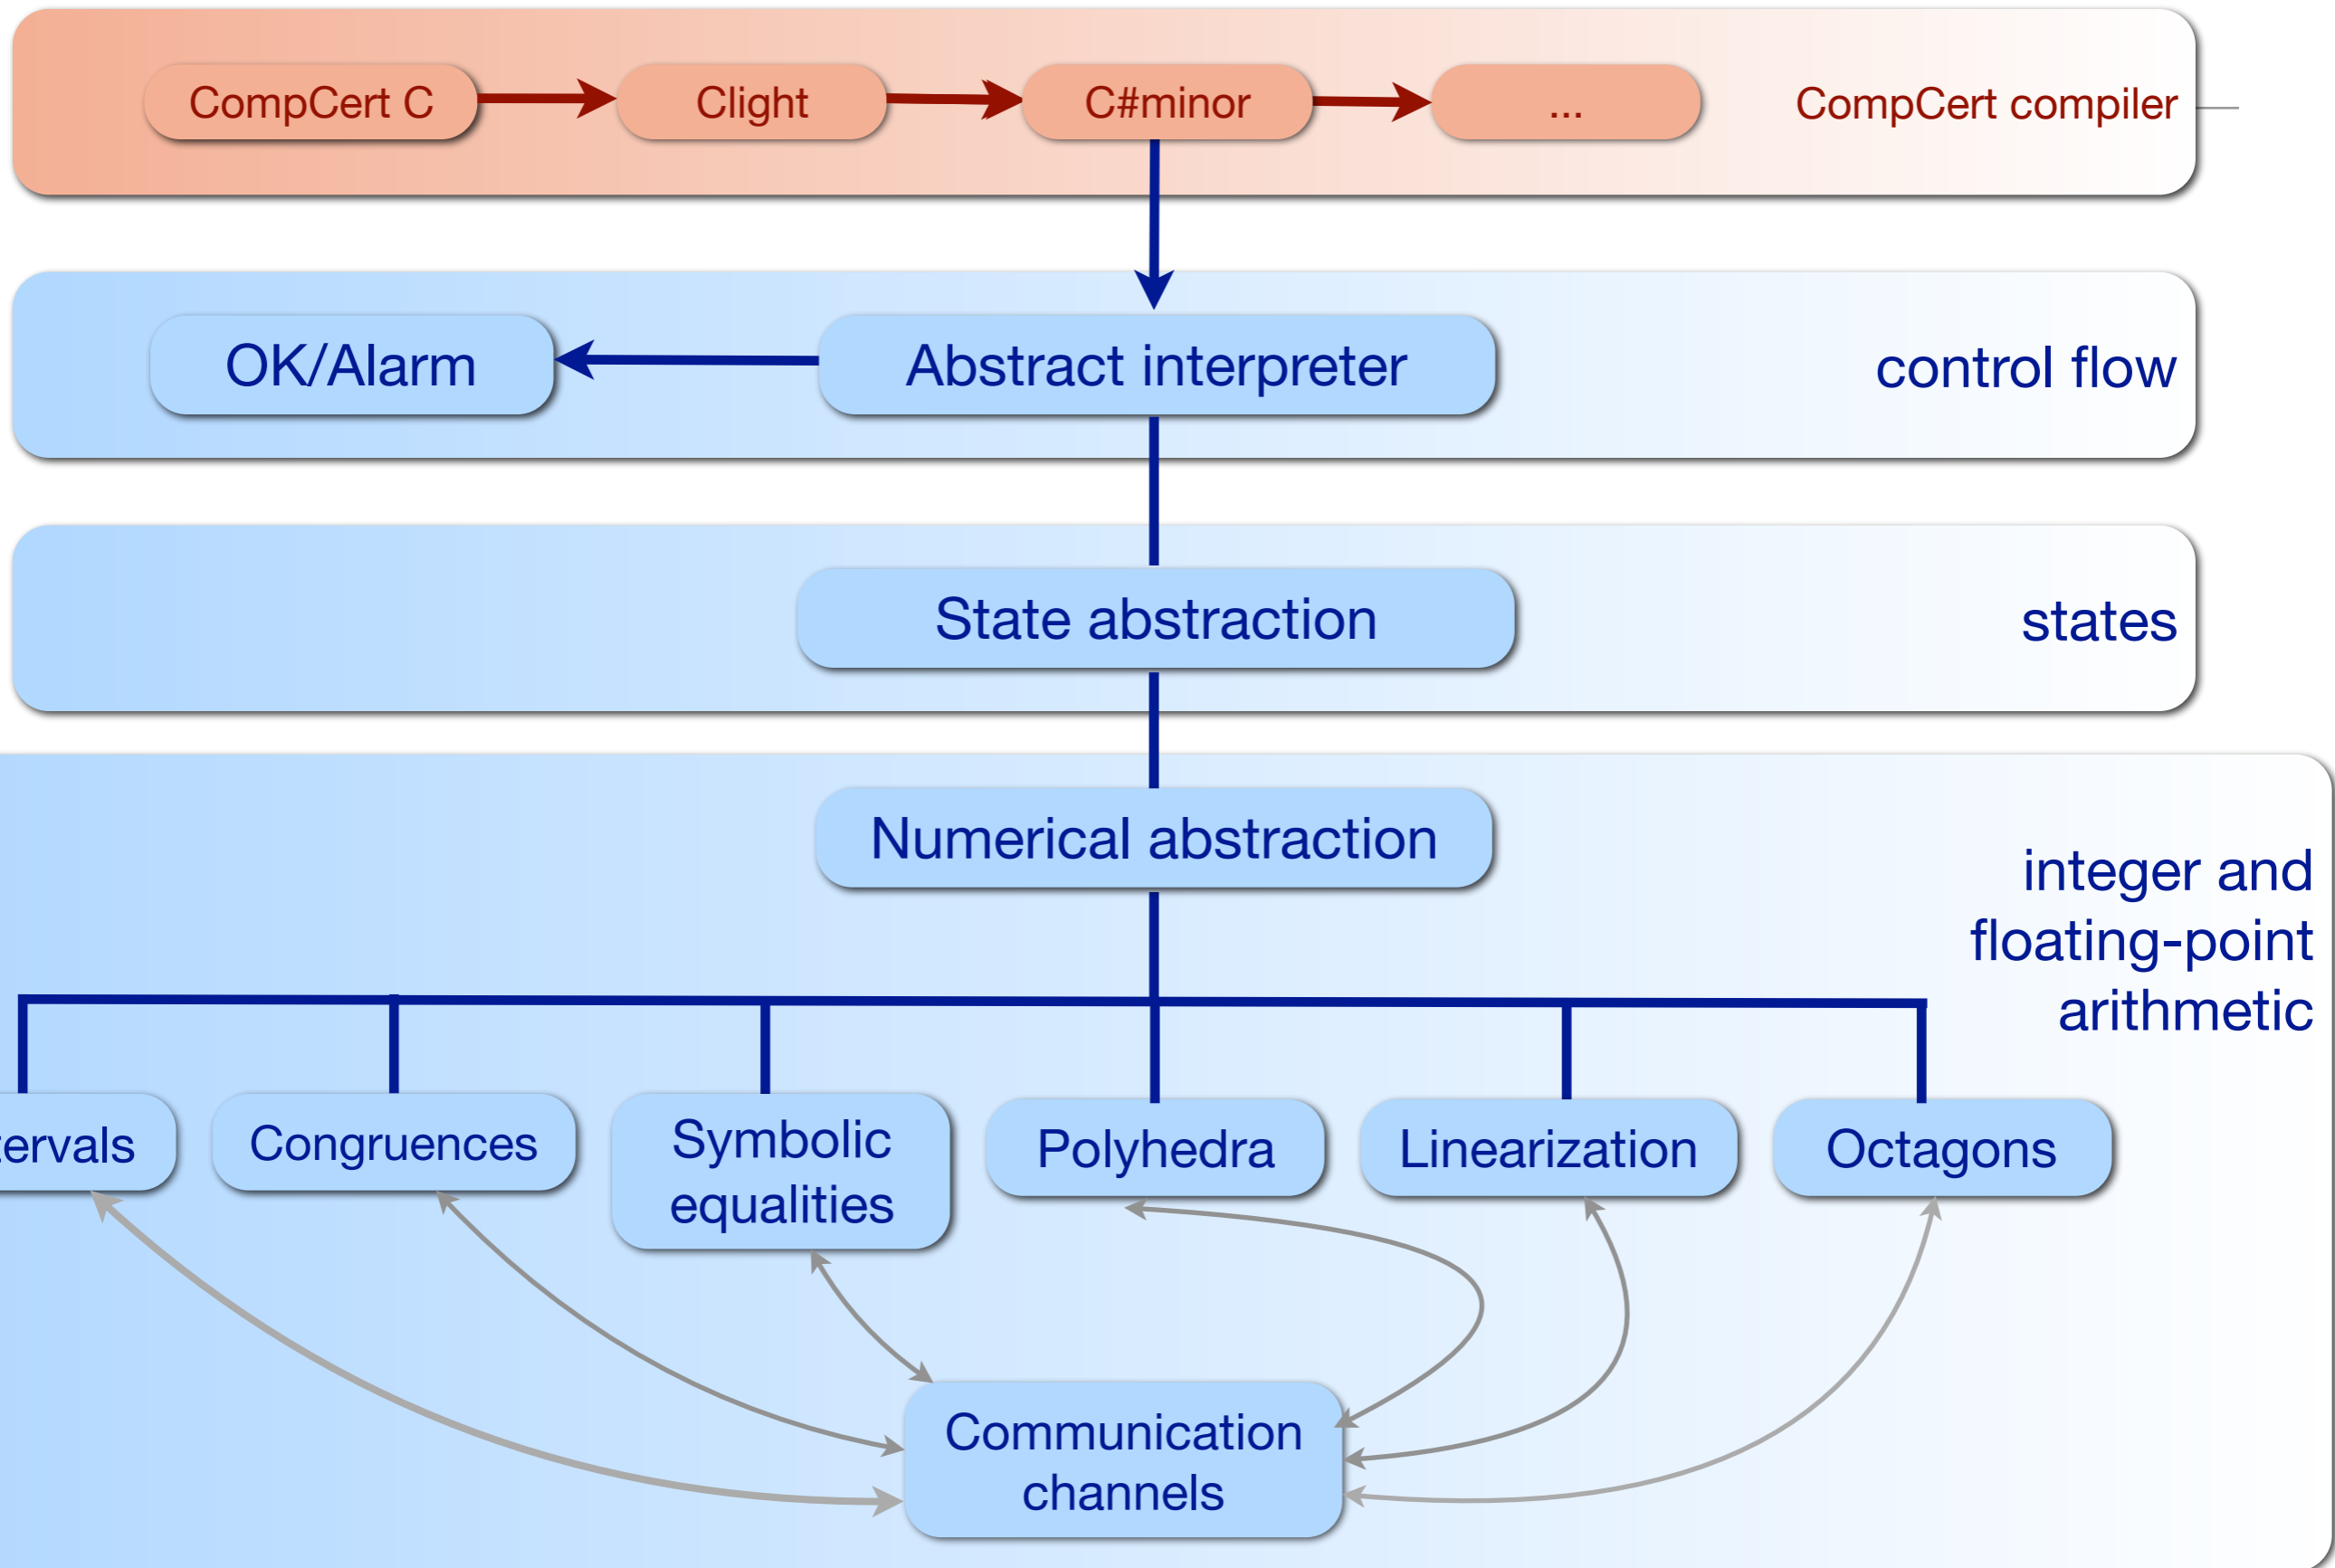 CompCert C
Clight
C#minor
...
CompCert compiler
OK/Alarm
Abstract interpreter
control flow
State abstraction
states
Numerical abstraction
integer and
floating-point
arithmetic
tervals
Congruences
Symbolic
equalities
Polyhedra
Linearization
Octagons
Communication
channels